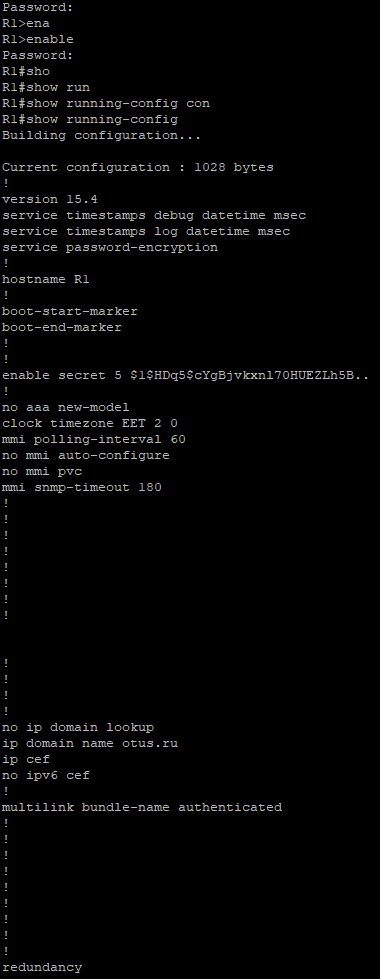 Password:
R1>ena
R1>enable
Password:
R1#sho
R1#show run
R1#show running-config con
R1#show running-config
Building configuration...
Current configuration : 1028 bytes
!
version 15.4
service timestamps debug datetime msec
service timestamps log datetime msec
service password-encryption
!
hostname R1
!
boot-start-marker
boot-end-marker
!
!
enable secret 5 $1$HDq5$cYgBjvkxnl70HUEZLh5B..
!
no aaa new-model
clock timezone EET 2 0
mmi polling-interval 60
no mmi auto-configure
no mmi pvc
mmi snmp-timeout 180
!
!
!
!
!
!
!
!
!
!
!
!
no ip domain lookup
ip domain name otus.ru
ip cef
no ipv6 cef
!
multilink bundle-name authenticated
!
!
!
!
!
!
!
!
!
redundancy